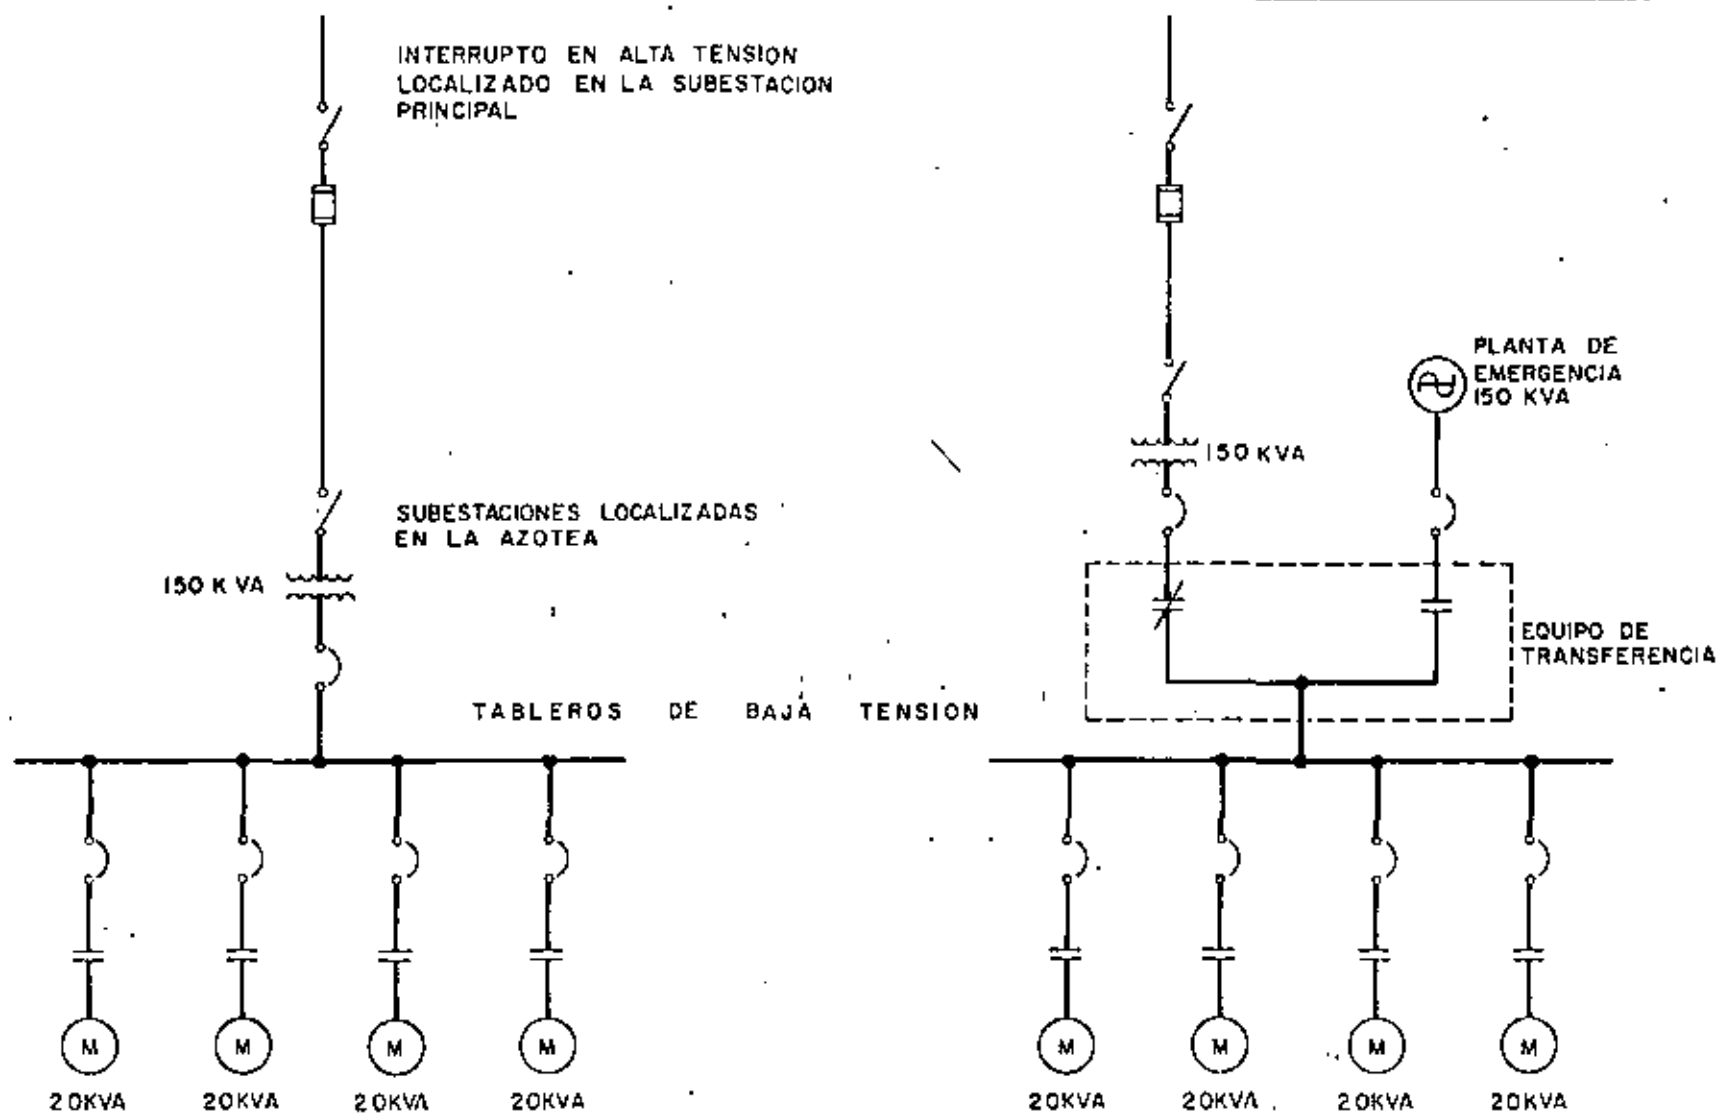 INTERRUPTO EN ALTA TENSION
LOCALIZADO EN LA SUBESTACION
PRINCIPAL
PLANTA DE
EMERGENCIA
150 KVA
150 KVA
SUBESTACIONES LOCALIZADAS
EN LA AZOTEA
150 K VA
EQUIPO DE
TRANSFERENCIA
TABLEROS DE BAJA TENSION
M M M M M M M M
20KVA 20KVA 20KVA 20KVA 20KVA 20KVA 20KVA 20KVA